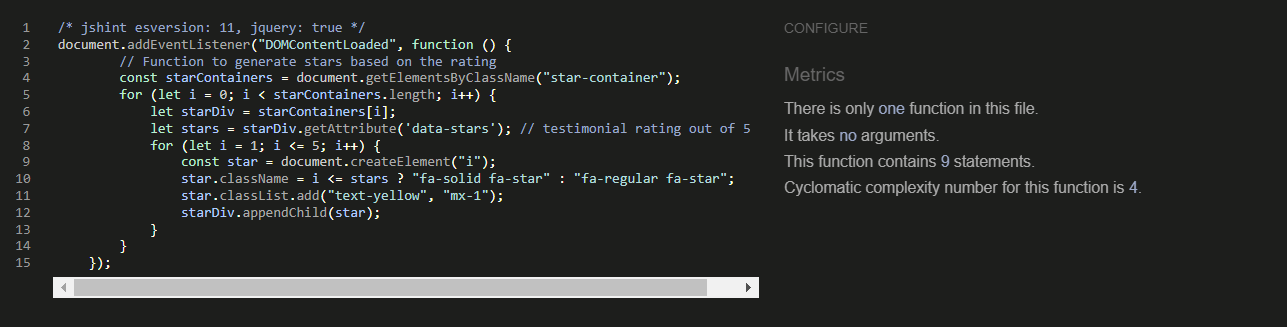 1 /* jshint esversion: 11, jquery: true */
2 document.addEventListener("DOMContentLoaded", function () {
3 // Function to generate stars based on the rating
4 const starContainers = document.getElementsByClassName("star-container");
5 for (let i = 0; i < starContainers.length; i++) {
6 let starDiv = starContainers[i];
7 let stars = starDiv.getAttribute('data-stars'); // testimonial rating out of 5
8 for (let i = 1; i <= 5; i++) {
9 const star = document.createElement("i");
10 star.className = i <= stars ? "fa-solid fa-star" : "fa-regular fa-star";
11 star.classList.add("text-yellow", "mx-1");
12 starDiv.appendChild(star);
13 }
14 }
15 });
CONFIGURE
Metrics
There is only one function in this file.
It takes no arguments.
This function contains 9 statements.
Cyclomatic complexity number for this function is 4.